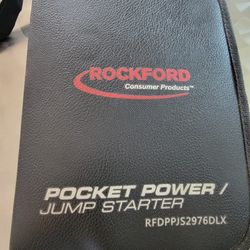 ROCKFORD
Consumer Products™
POCKET POWER /
JUMP STARTER
RFDPPJS2976DLX